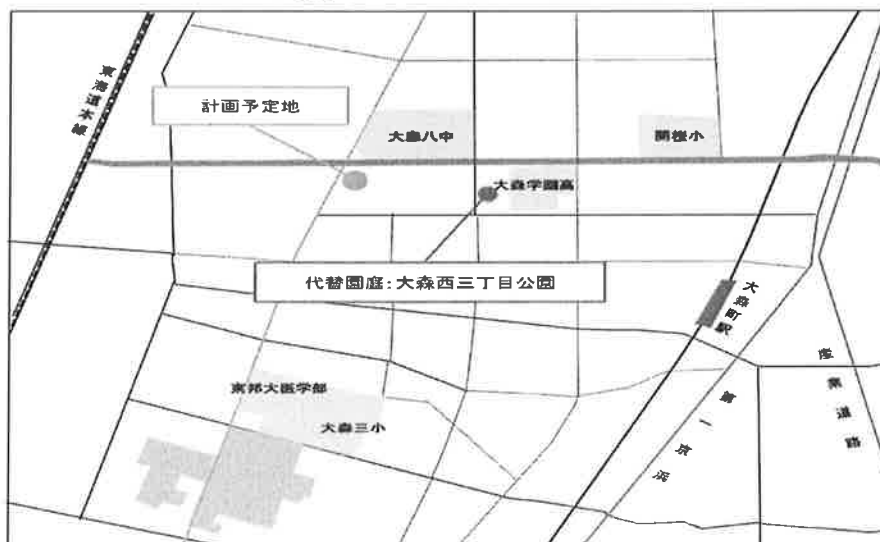 東海道本線
計画予定地
大森八中
開桜小
大森学園高
代替園庭:大森西三丁目公園
大森町駅
産業道路
第一京浜
東邦大医学部
大森三小